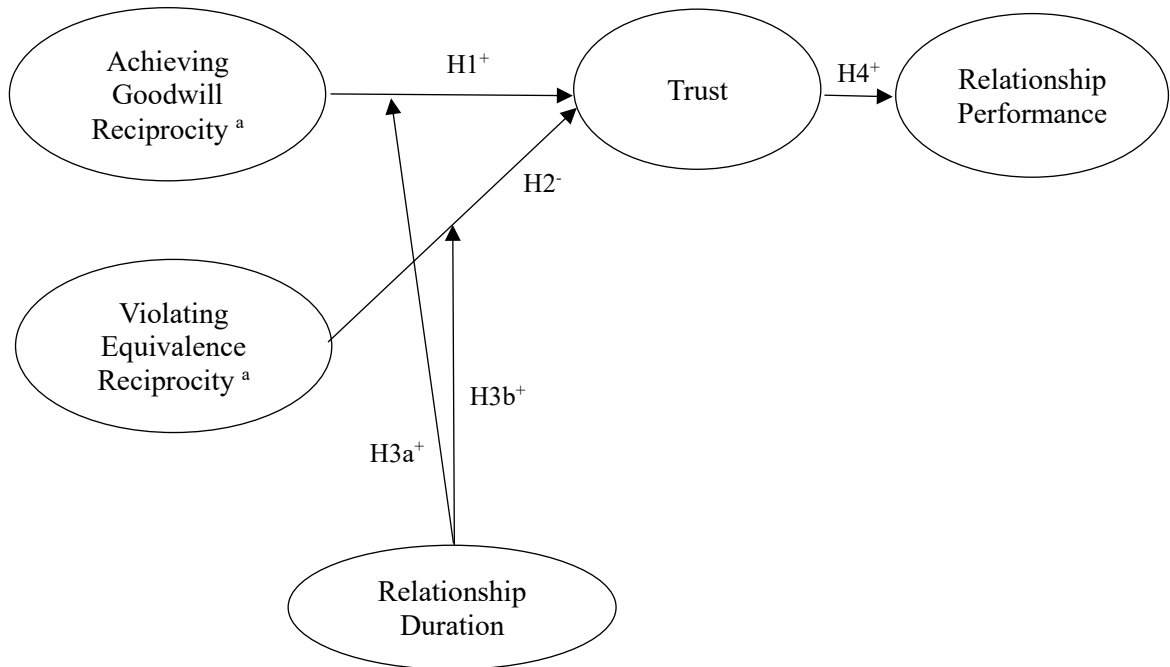 Achieving
Goodwill
Reciprocity ᵃ
H1⁺
Trust
H4⁺
Relationship
Performance
H2⁻
Violating
Equivalence
Reciprocity ᵃ
H3b⁺
H3a⁺
Relationship
Duration